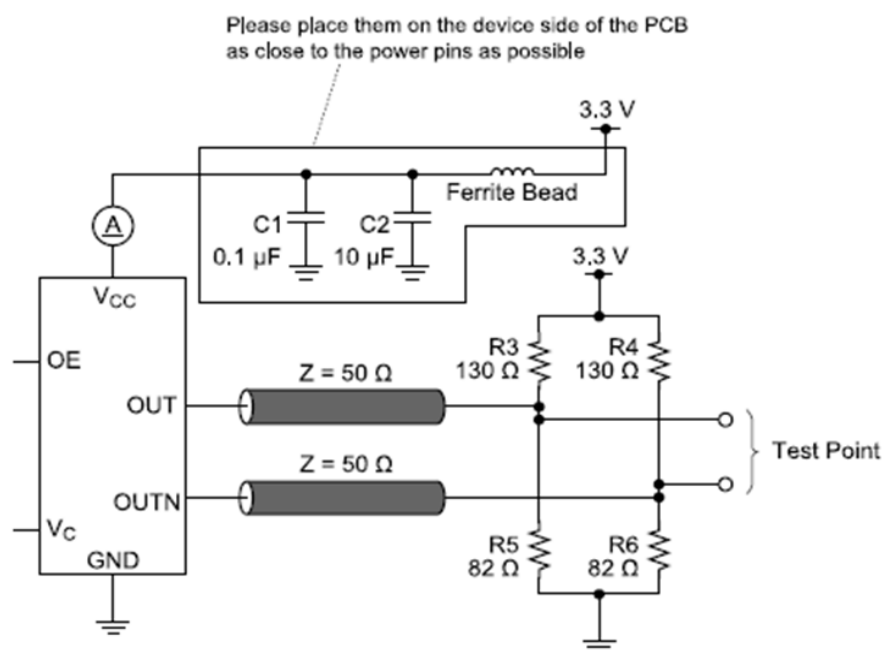 Please place them on the device side of the PCB
as close to the power pins as possible
3.3 V
Ferrite Bead
A
C1
0.1 µF
C2
10 µF
3.3 V
VCC
OE
R3
130 Ω
R4
130 Ω
Z = 50 Ω
OUT
Test Point
Z = 50 Ω
OUTN
VC
R5
82 Ω
R6
82 Ω
GND